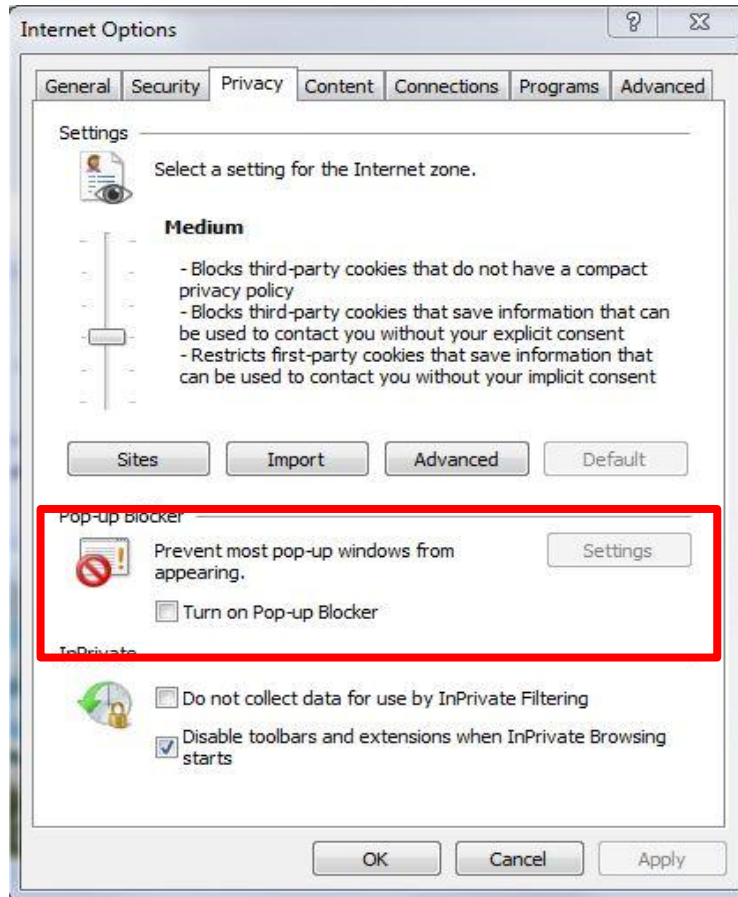 Internet Options
General Security Privacy Content Connections Programs Advanced
Settings
Select a setting for the Internet zone.
Medium
- Blocks third-party cookies that do not have a compact
privacy policy
- Blocks third-party cookies that save information that can
be used to contact you without your explicit consent
- Restricts first-party cookies that save information that
can be used to contact you without your implicit consent
Sites Import Advanced Default
Pop-up Blocker
Prevent most pop-up windows from
appearing.
Settings
Turn on Pop-up Blocker
InPrivate
Do not collect data for use by InPrivate Filtering
Disable toolbars and extensions when InPrivate Browsing
starts
OK Cancel Apply